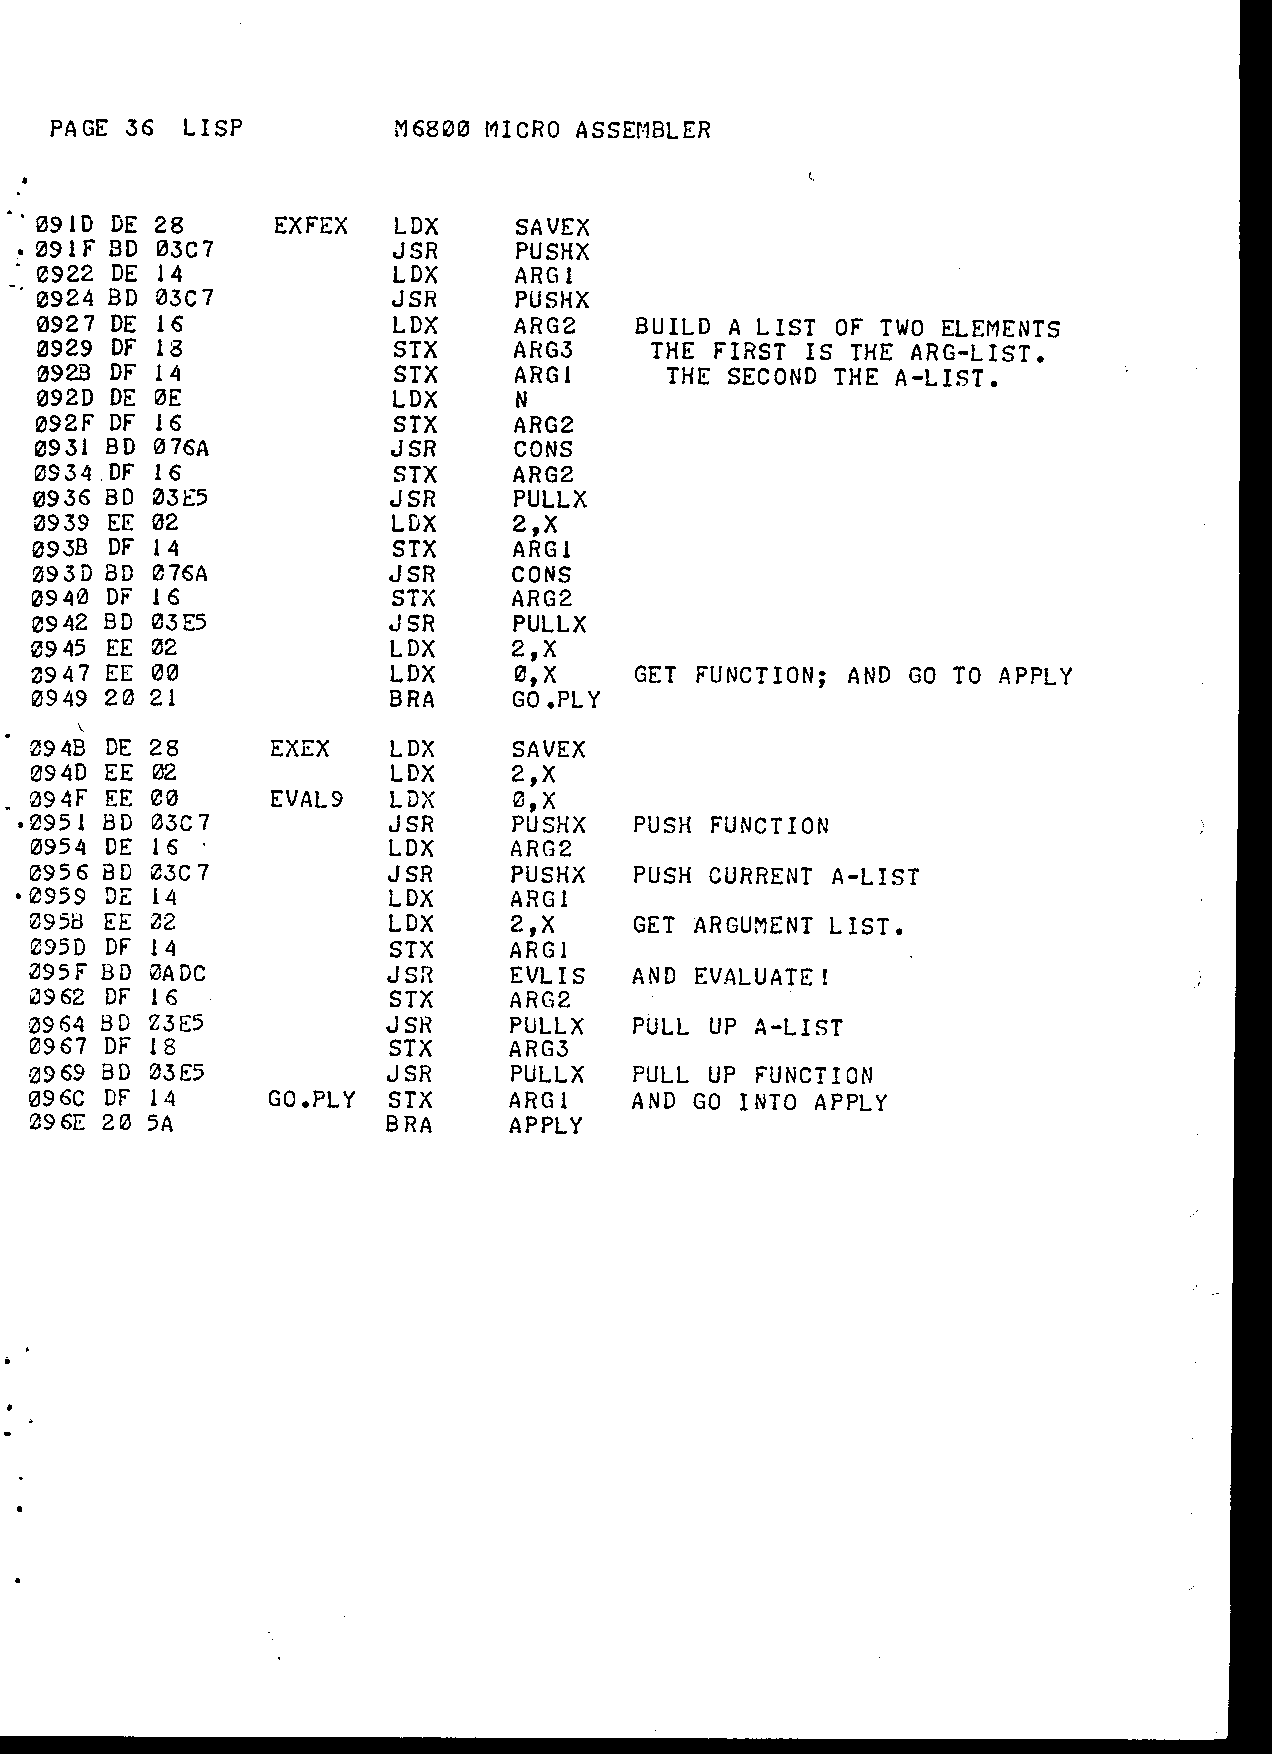 PAGE 36 LISP M6800 MICRO ASSEMBLER
091D DE 28 EXFEX LDX SAVEX
091F BD 03C7 JSR PUSHX
0922 DE 14 LDX ARG1
0924 BD 03C7 JSR PUSHX
0927 DE 16 LDX ARG2 BUILD A LIST OF TWO ELEMENTS
0929 DF 18 STX ARG3 THE FIRST IS THE ARG-LIST.
092B DF 14 STX ARG1 THE SECOND THE A-LIST.
092D DE 0E LDX N
092F DF 16 STX ARG2
0931 BD 076A JSR CONS
0934 DF 16 STX ARG2
0936 BD 03E5 JSR PULLX
0939 EE 02 LDX 2,X
093B DF 14 STX ARG1
093D BD 076A JSR CONS
0940 DF 16 STX ARG2
0942 BD 03E5 JSR PULLX
0945 EE 02 LDX 2,X
0947 EE 00 LDX 0,X GET FUNCTION; AND GO TO APPLY
0949 20 21 BRA GO.PLY
094B DE 28 EXEX LDX SAVEX
094D EE 02 LDX 2,X
094F EE 00 EVAL9 LDX 0,X
0951 BD 03C7 JSR PUSHX PUSH FUNCTION
0954 DE 16 LDX ARG2
0956 BD 03C7 JSR PUSHX PUSH CURRENT A-LIST
0959 DE 14 LDX ARG1
095B EE 02 LDX 2,X GET ARGUMENT LIST.
095D DF 14 STX ARG1
095F BD 0ADC JSR EVLIS AND EVALUATE!
0962 DF 16 STX ARG2
0964 BD 03E5 JSR PULLX PULL UP A-LIST
0967 DF 18 STX ARG3
0969 BD 03E5 JSR PULLX PULL UP FUNCTION
096C DF 14 GO.PLY STX ARG1 AND GO INTO APPLY
096E 20 5A BRA APPLY